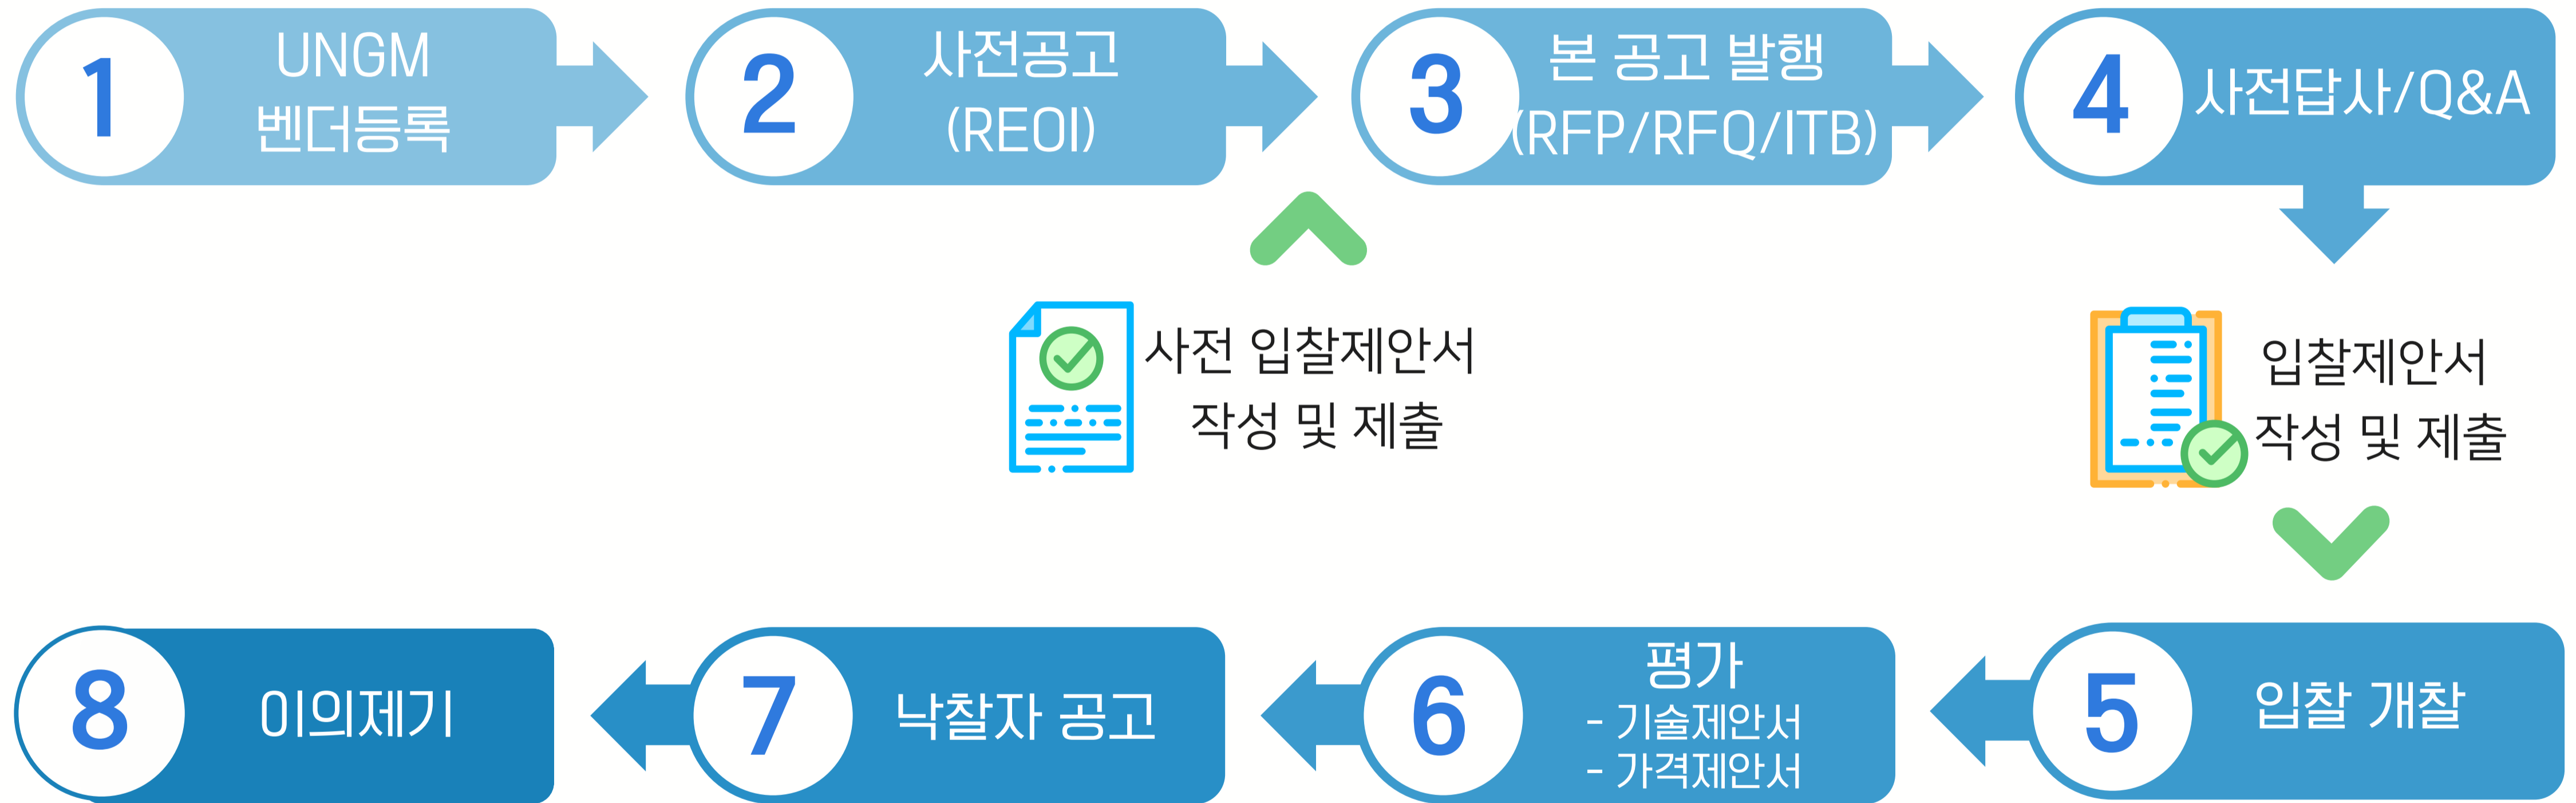 1
UNGM
벤더등록
2
사전공고
(REOI)
3
본 공고 발행
(RFP/RFQ/ITB)
4
사전답사/Q&A
사전 입찰제안서
작성 및 제출
입찰제안서
작성 및 제출
5
입찰 개찰
6
평가
- 기술제안서
- 가격제안서
7
낙찰자 공고
8
이의제기